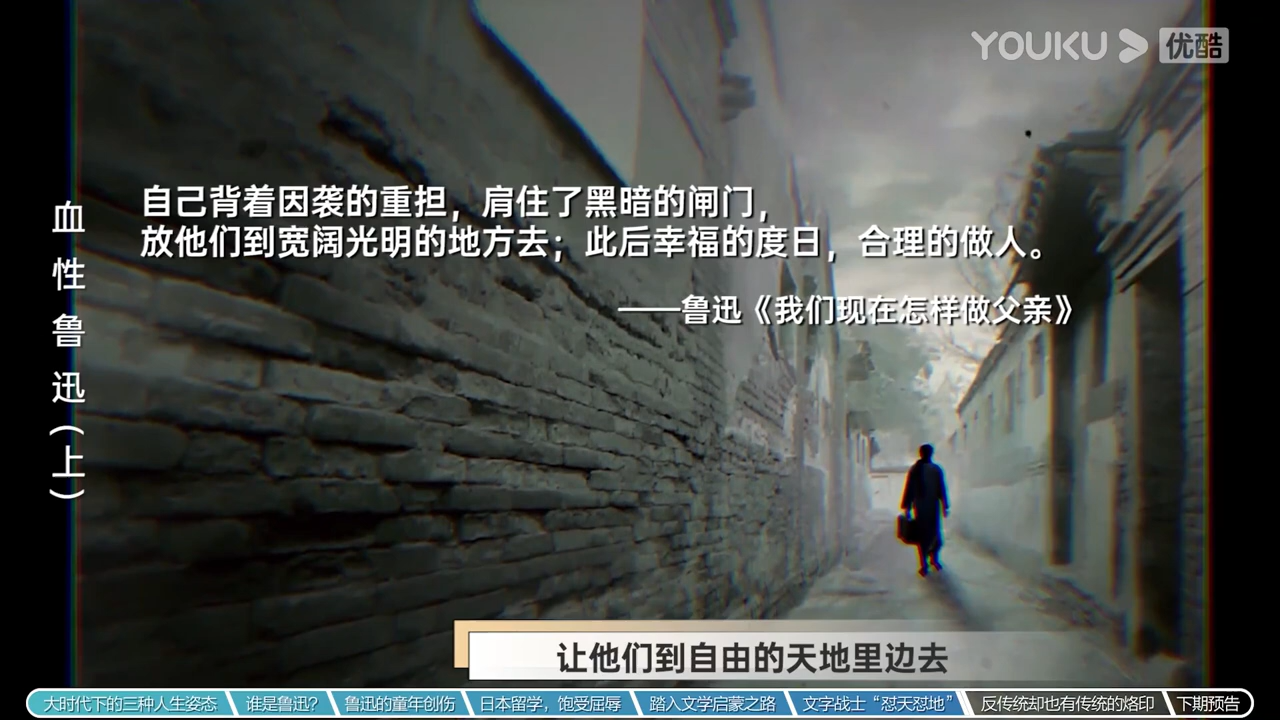 YOUKU 优酷
血性鲁迅(上)
自己背着因袭的重担，肩住了黑暗的闸门，
放他们到宽阔光明的地方去；此后幸福的度日，合理的做人。
——鲁迅《我们现在怎样做父亲》
让他们到自由的天地里边去
大时代下的三种人生姿态 谁是鲁迅? 鲁迅的童年创伤 日本留学，饱受屈辱 踏入文学启蒙之路 文字战士“怼天怼地” 反传统却也有传统的烙印 下期预告